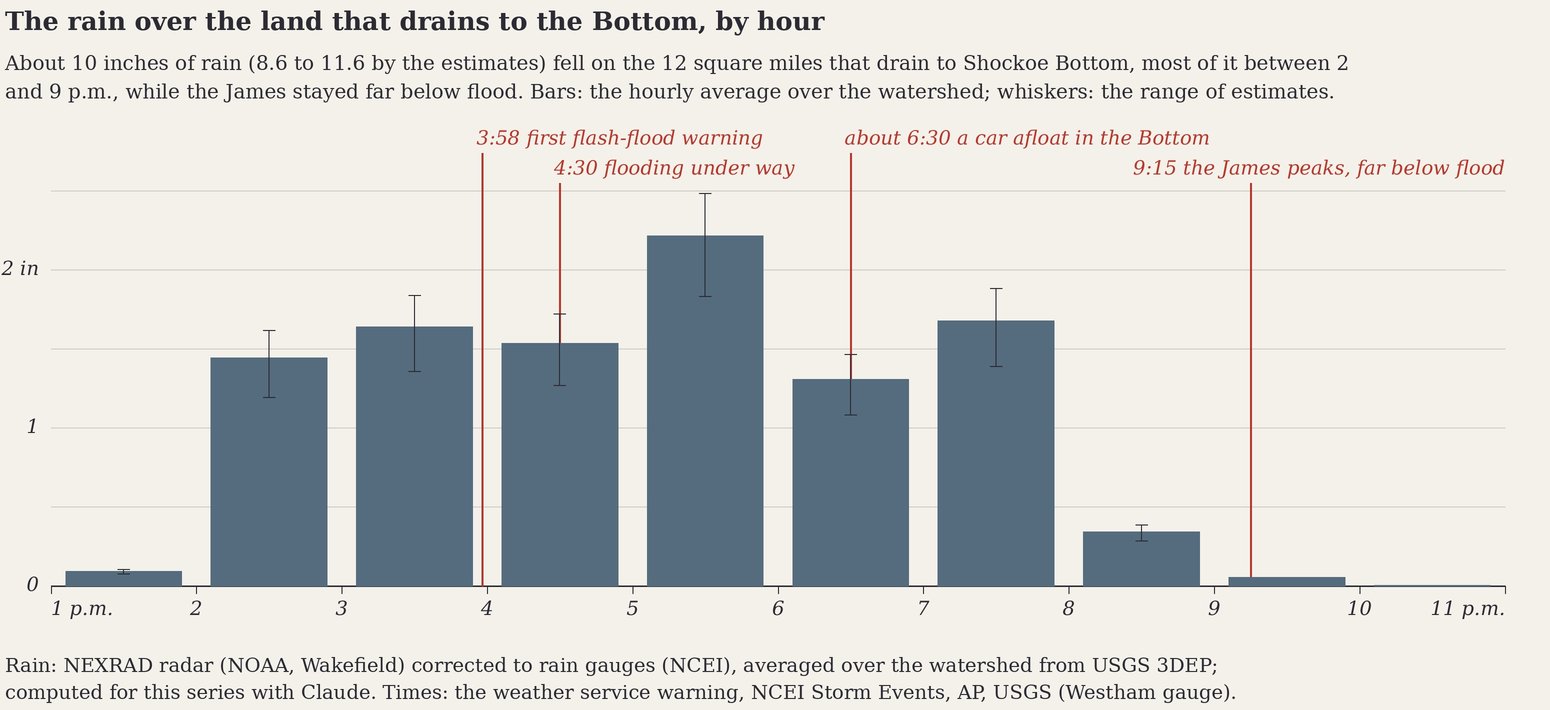 The rain over the land that drains to the Bottom, by hour
About 10 inches of rain (8.6 to 11.6 by the estimates) fell on the 12 square miles that drain to Shockoe Bottom, most of it between 2
and 9 p.m., while the James stayed far below flood. Bars: the hourly average over the watershed; whiskers: the range of estimates.
3:58 first flash-flood warning
about 6:30 a car afloat in the Bottom
4:30 flooding under way
9:15 the James peaks, far below flood
2 in
1
0
1 p.m. 2 3 4 5 6 7 8 9 10 11 p.m.
Rain: NEXRAD radar (NOAA, Wakefield) corrected to rain gauges (NCEI), averaged over the watershed from USGS 3DEP;
computed for this series with Claude. Times: the weather service warning, NCEI Storm Events, AP, USGS (Westham gauge).